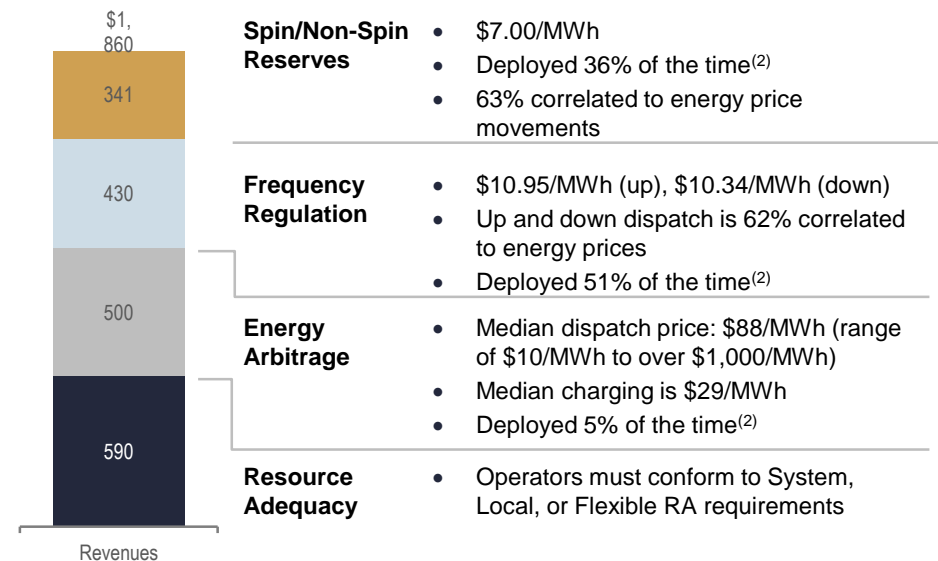 $1,
860
341
430
500
590
Revenues
Spin/Non-Spin
Reserves
• $7.00/MWh
• Deployed 36% of the time(2)
• 63% correlated to energy price
movements
Frequency
Regulation
• $10.95/MWh (up), $10.34/MWh (down)
• Up and down dispatch is 62% correlated
to energy prices
• Deployed 51% of the time(2)
Energy
Arbitrage
• Median dispatch price: $88/MWh (range
of $10/MWh to over $1,000/MWh)
• Median charging is $29/MWh
• Deployed 5% of the time(2)
Resource
Adequacy
• Operators must conform to System,
Local, or Flexible RA requirements